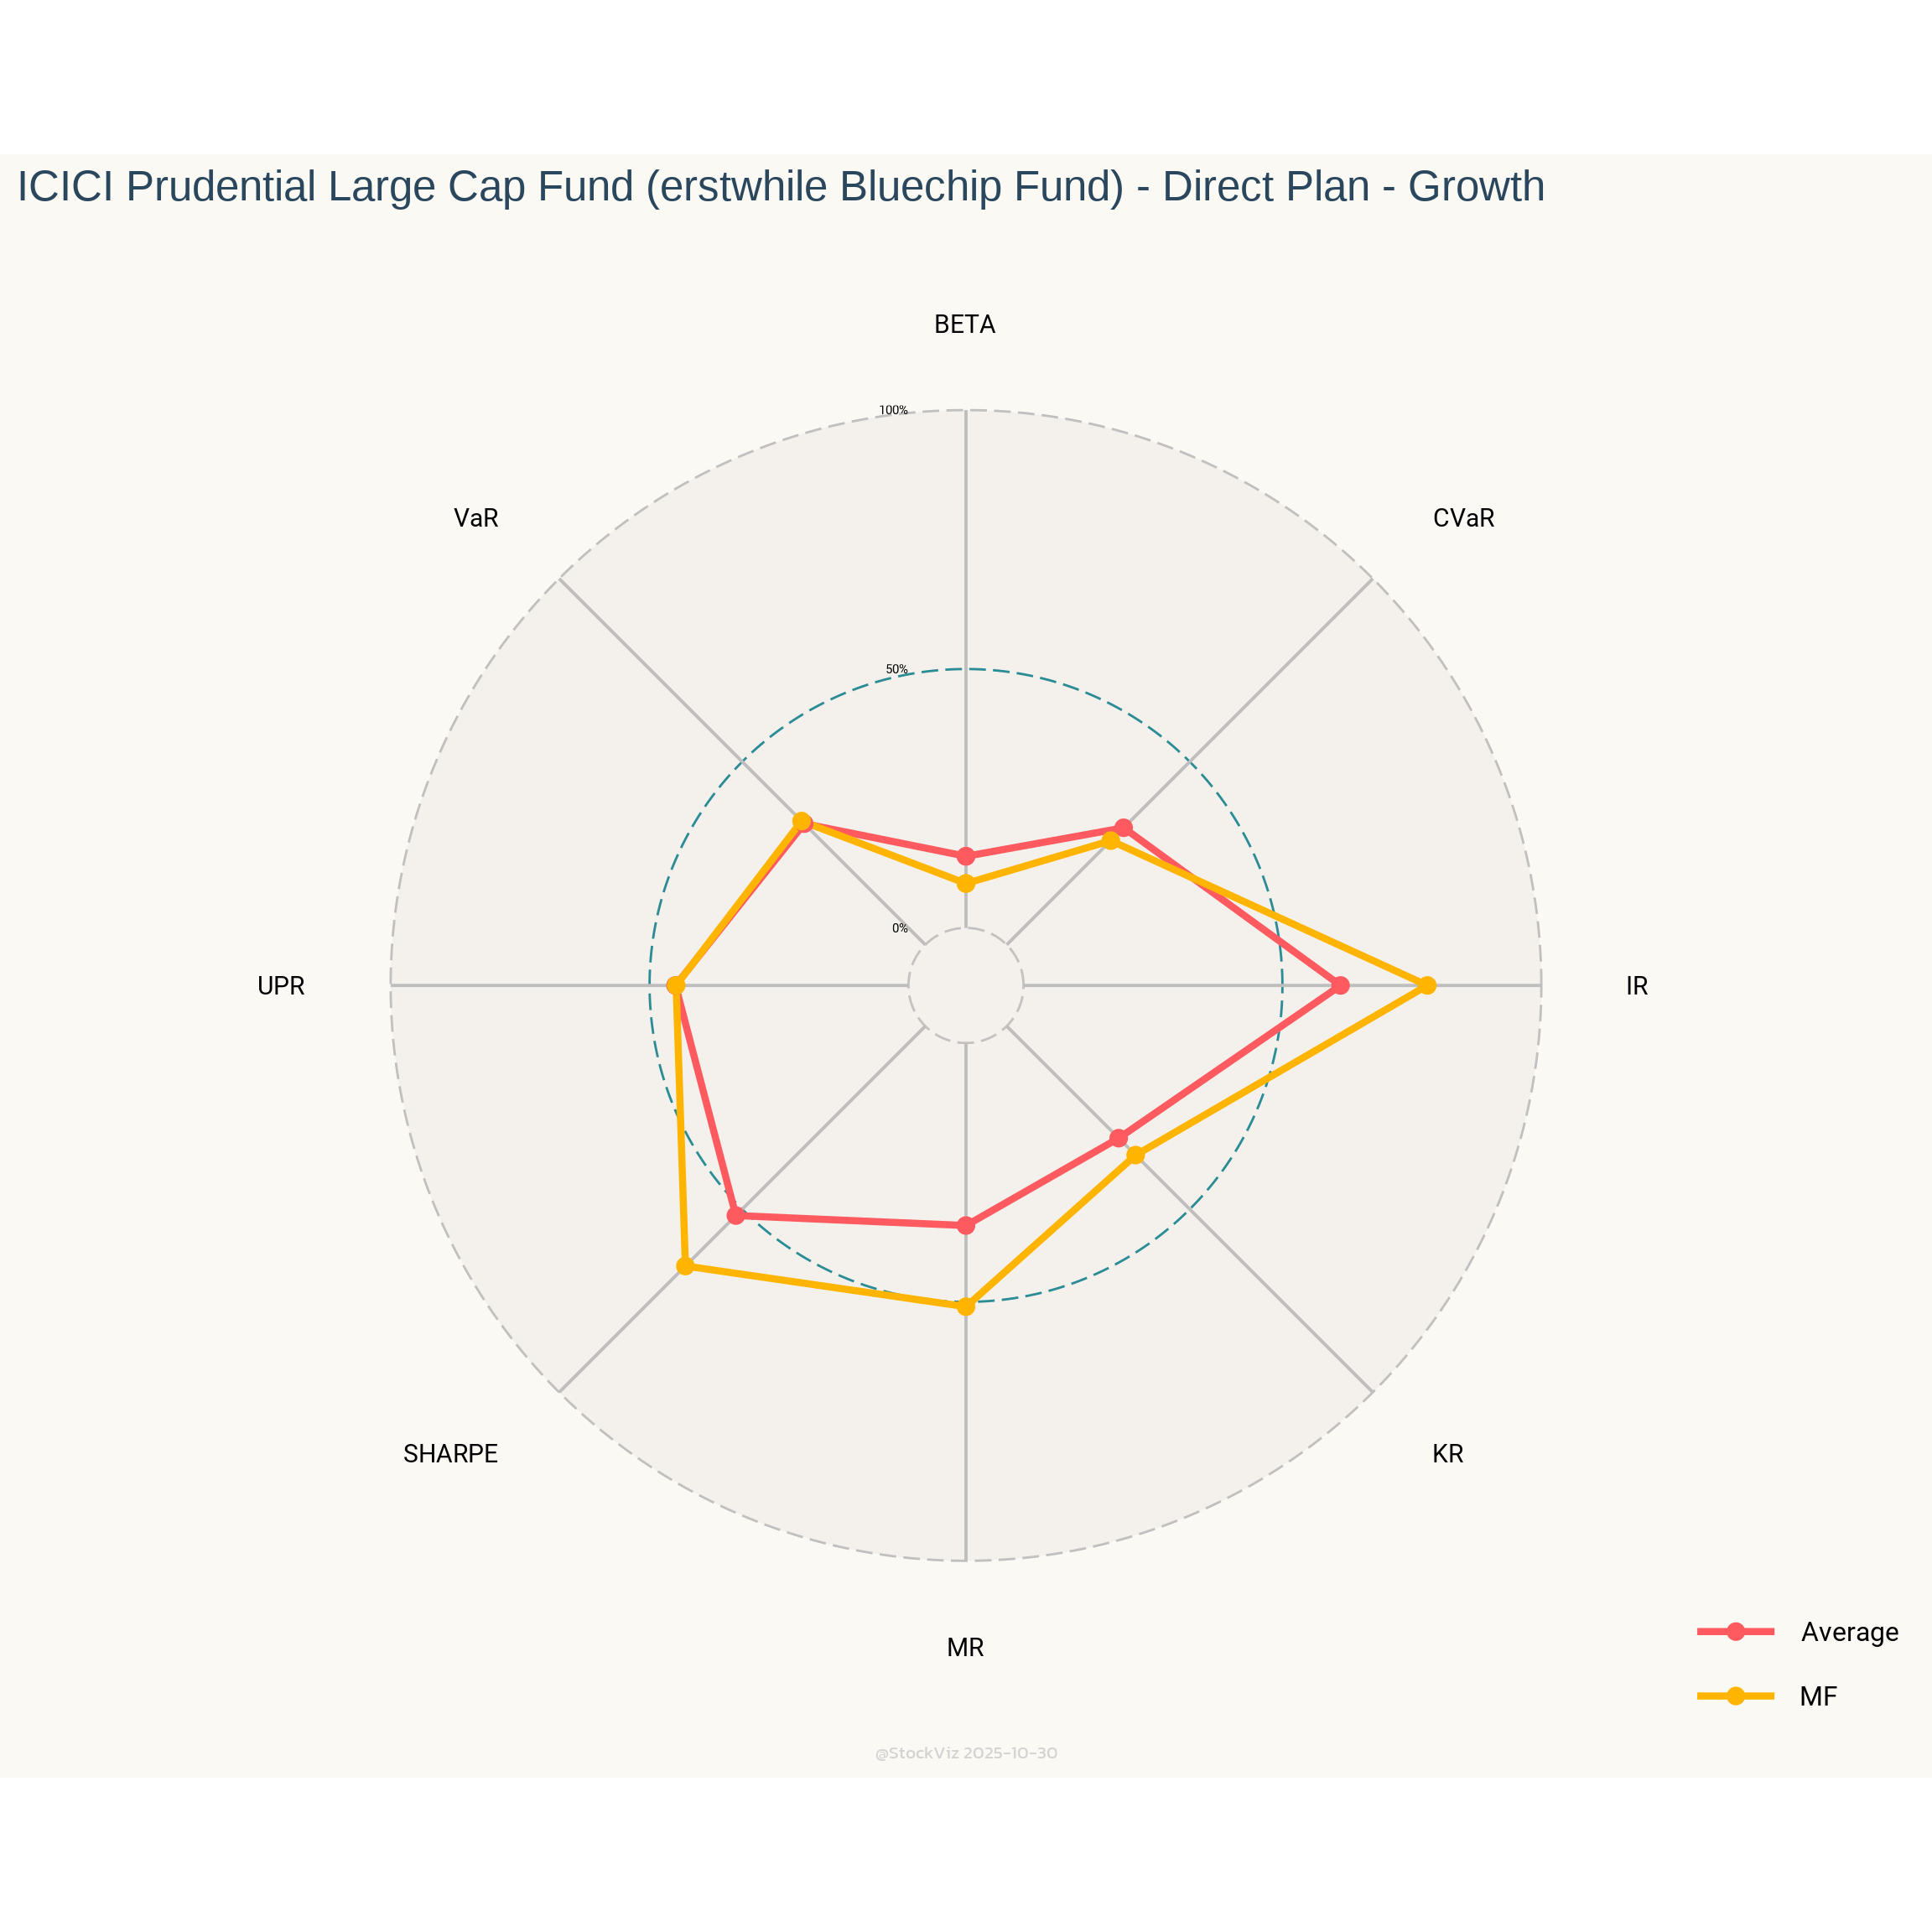 ICICI Prudential Large Cap Fund (erstwhile Bluechip Fund) - Direct Plan - Growth
BETA
100%
VaR
CVaR
50%
0%
UPR
IR
SHARPE
KR
MR
Average
MF
@StockViz 2025-10-30